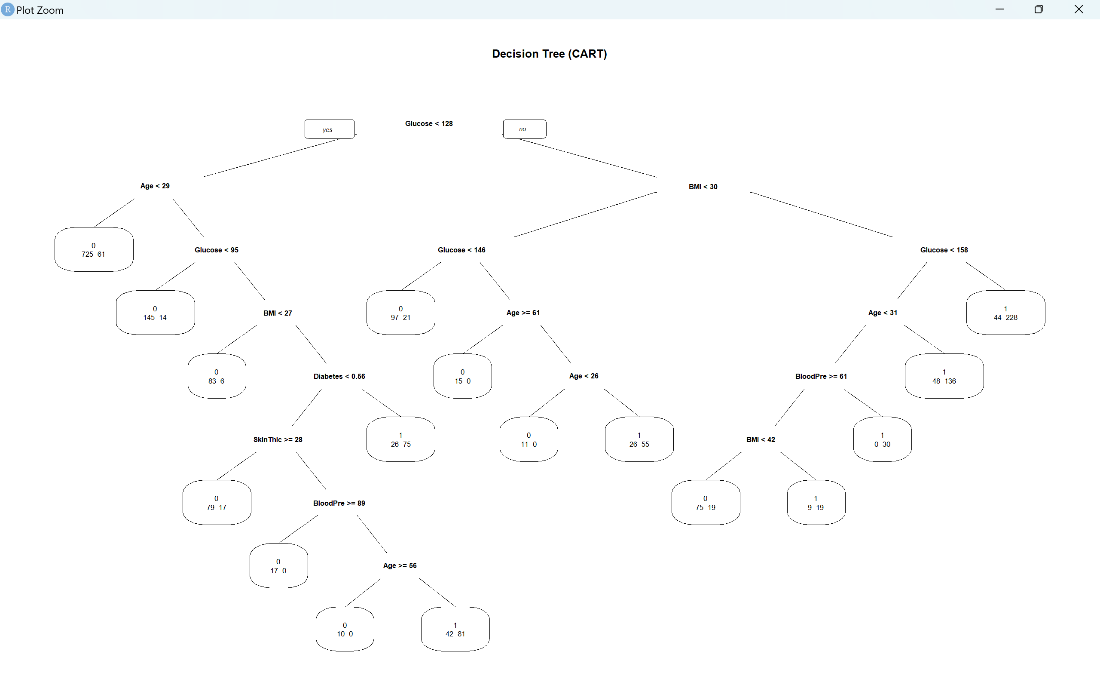 R Plot Zoom
Decision Tree (CART)
yes
Glucose < 128
no
Age < 29
BMI < 30
0
725 61
Glucose < 95
Glucose < 146
Glucose < 158
0
145 14
BMI < 27
0
97 21
Age >= 61
Age < 31
1
44 228
0
83 6
Diabetes < 0.56
0
15 0
Age < 26
BloodPre >= 61
1
48 136
SkinThic >= 28
1
26 75
0
11 0
1
26 55
BMI < 42
1
0 30
0
79 17
BloodPre >= 89
0
75 19
1
9 19
0
17 0
Age >= 56
0
10 0
1
42 81